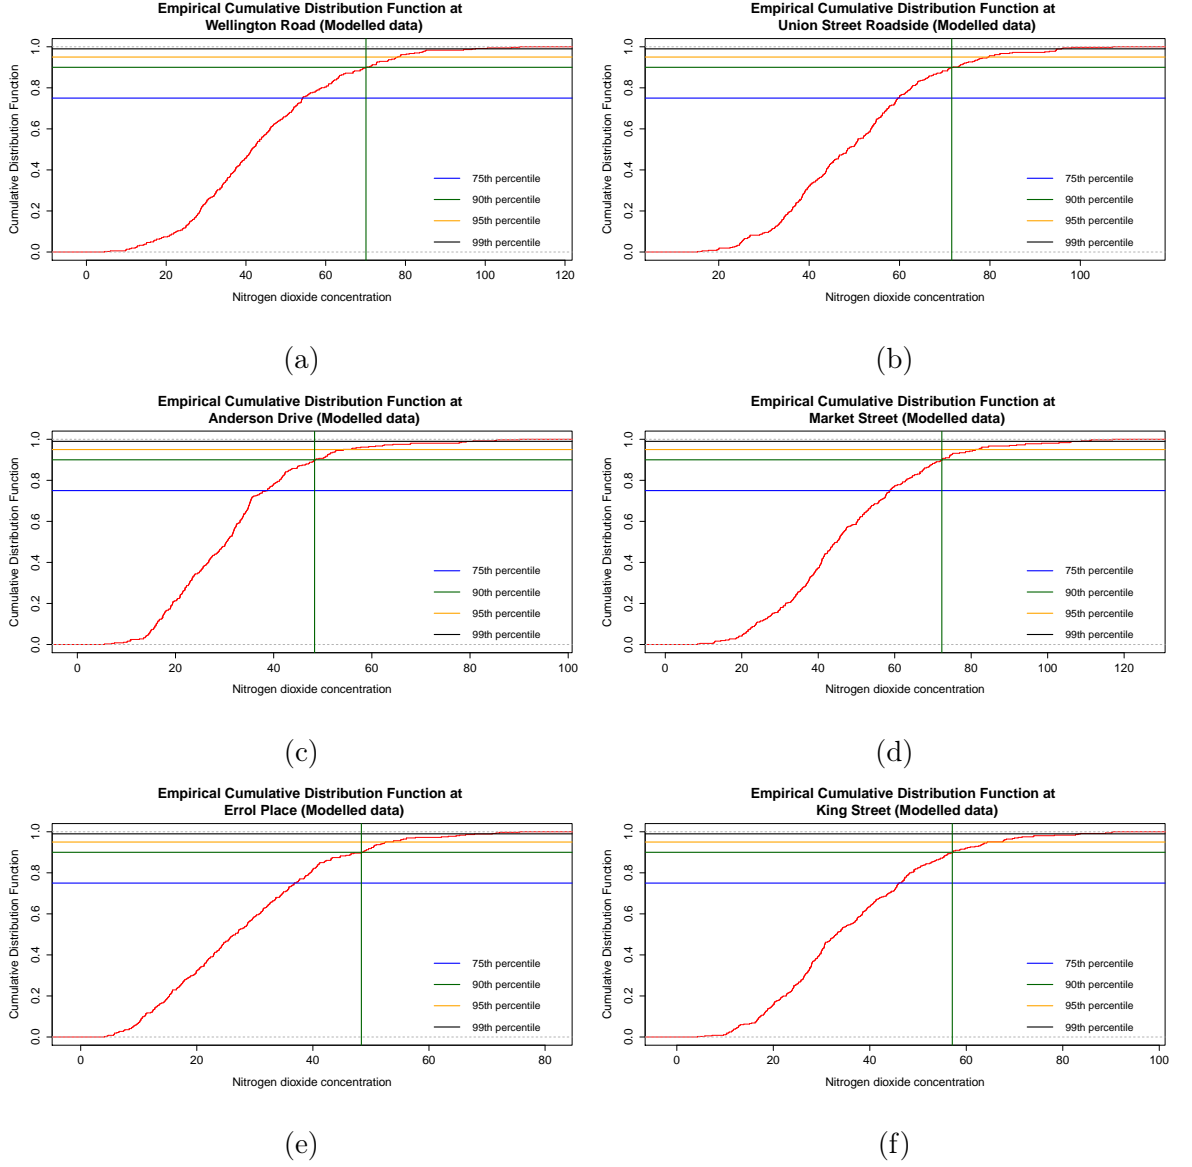 Empirical Cumulative Distribution Function at
Wellington Road (Modelled data)
Cumulative Distribution Function
0.0 0.2 0.4 0.6 0.8 1.0
75th percentile
90th percentile
95th percentile
99th percentile
0 20 40 60 80 100 120
Nitrogen dioxide concentration
(a)
Empirical Cumulative Distribution Function at
Union Street Roadside (Modelled data)
Cumulative Distribution Function
0.0 0.2 0.4 0.6 0.8 1.0
75th percentile
90th percentile
95th percentile
99th percentile
20 40 60 80 100
Nitrogen dioxide concentration
(b)
Empirical Cumulative Distribution Function at
Anderson Drive (Modelled data)
Cumulative Distribution Function
0.0 0.2 0.4 0.6 0.8 1.0
75th percentile
90th percentile
95th percentile
99th percentile
0 20 40 60 80 100
Nitrogen dioxide concentration
(c)
Empirical Cumulative Distribution Function at
Market Street (Modelled data)
Cumulative Distribution Function
0.0 0.2 0.4 0.6 0.8 1.0
75th percentile
90th percentile
95th percentile
99th percentile
0 20 40 60 80 100 120
Nitrogen dioxide concentration
(d)
Empirical Cumulative Distribution Function at
Errol Place (Modelled data)
Cumulative Distribution Function
0.0 0.2 0.4 0.6 0.8 1.0
75th percentile
90th percentile
95th percentile
99th percentile
0 20 40 60 80
Nitrogen dioxide concentration
(e)
Empirical Cumulative Distribution Function at
King Street (Modelled data)
Cumulative Distribution Function
0.0 0.2 0.4 0.6 0.8 1.0
75th percentile
90th percentile
95th percentile
99th percentile
0 20 40 60 80 100
Nitrogen dioxide concentration
(f)